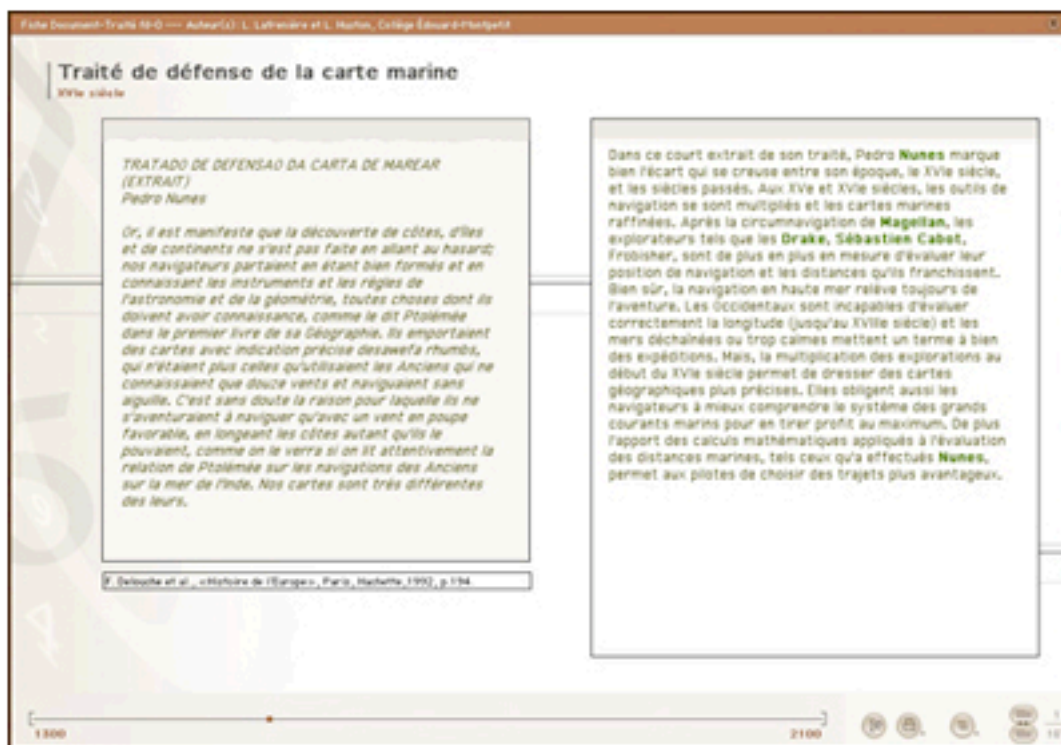 Fiche Document-Traité N-O --- Auteur(s): L. Lafrenière et L. Huston, Collège Édouard-Montpetit
Traité de défense de la carte marine
XVIe siècle
TRATADO DE DEFENSAO DA CARTA DE MAREAR
(EXTRAIT)
Pedro Nunes
Or, il est manifeste que la découverte de côtes, d'îles
et de continents ne s'est pas faite en allant au hasard;
nos navigateurs partaient en étant bien formés et en
connaissant les instruments et les règles de
l'astronomie et de la géométrie, toutes choses dont ils
doivent avoir connaissance, comme le dit Ptolémée
dans le premier livre de sa Géographie. Ils emportaient
des cartes avec indication précise desawefa rhumbs,
qui n'étaient plus celles qu'utilisaient les Anciens qui ne
connaissaient que douze vents et naviguaient sans
aiguille. C'est sans doute la raison pour laquelle ils ne
s'aventuraient à naviguer qu'avec un vent en poupe
favorable, en longeant les côtes autant qu'ils le
pouvaient, comme on le verra si on lit attentivement la
relation de Ptolémée sur les navigations des Anciens
sur la mer de l'Inde. Nos cartes sont très différentes
des leurs.
F. Delouche et al., «Histoire de l'Europe», Paris, Hachette, 1992, p.194
Dans ce court extrait de son traité, Pedro Nunes marque
bien l'écart qui se creuse entre son époque, le XVIe siècle,
et les siècles passés. Aux XVe et XVIe siècles, les outils de
navigation se sont multipliés et les cartes marines
raffinées. Après la circumnavigation de Magellan, les
explorateurs tels que les Drake, Sébastien Cabot,
Frobisher, sont de plus en plus en mesure d'évaluer leur
position de navigation et les distances qu'ils franchissent.
Bien sûr, la navigation en haute mer relève toujours de
l'aventure. Les Occidentaux sont incapables d'évaluer
correctement la longitude (jusqu'au XVIIIe siècle) et les
mers déchaînées ou trop calmes mettent un terme à bien
des expéditions. Mais, la multiplication des explorations au
début du XVIe siècle permet de dresser des cartes
géographiques plus précises. Elles obligent aussi les
navigateurs à mieux comprendre le système des grands
courants marins pour en tirer profit au maximum. De plus
l'apport des calculs mathématiques appliqués à l'évaluation
des distances marines, tels ceux qu'a effectués Nunes,
permet aux pilotes de choisir des trajets plus avantageux.
1300
2100